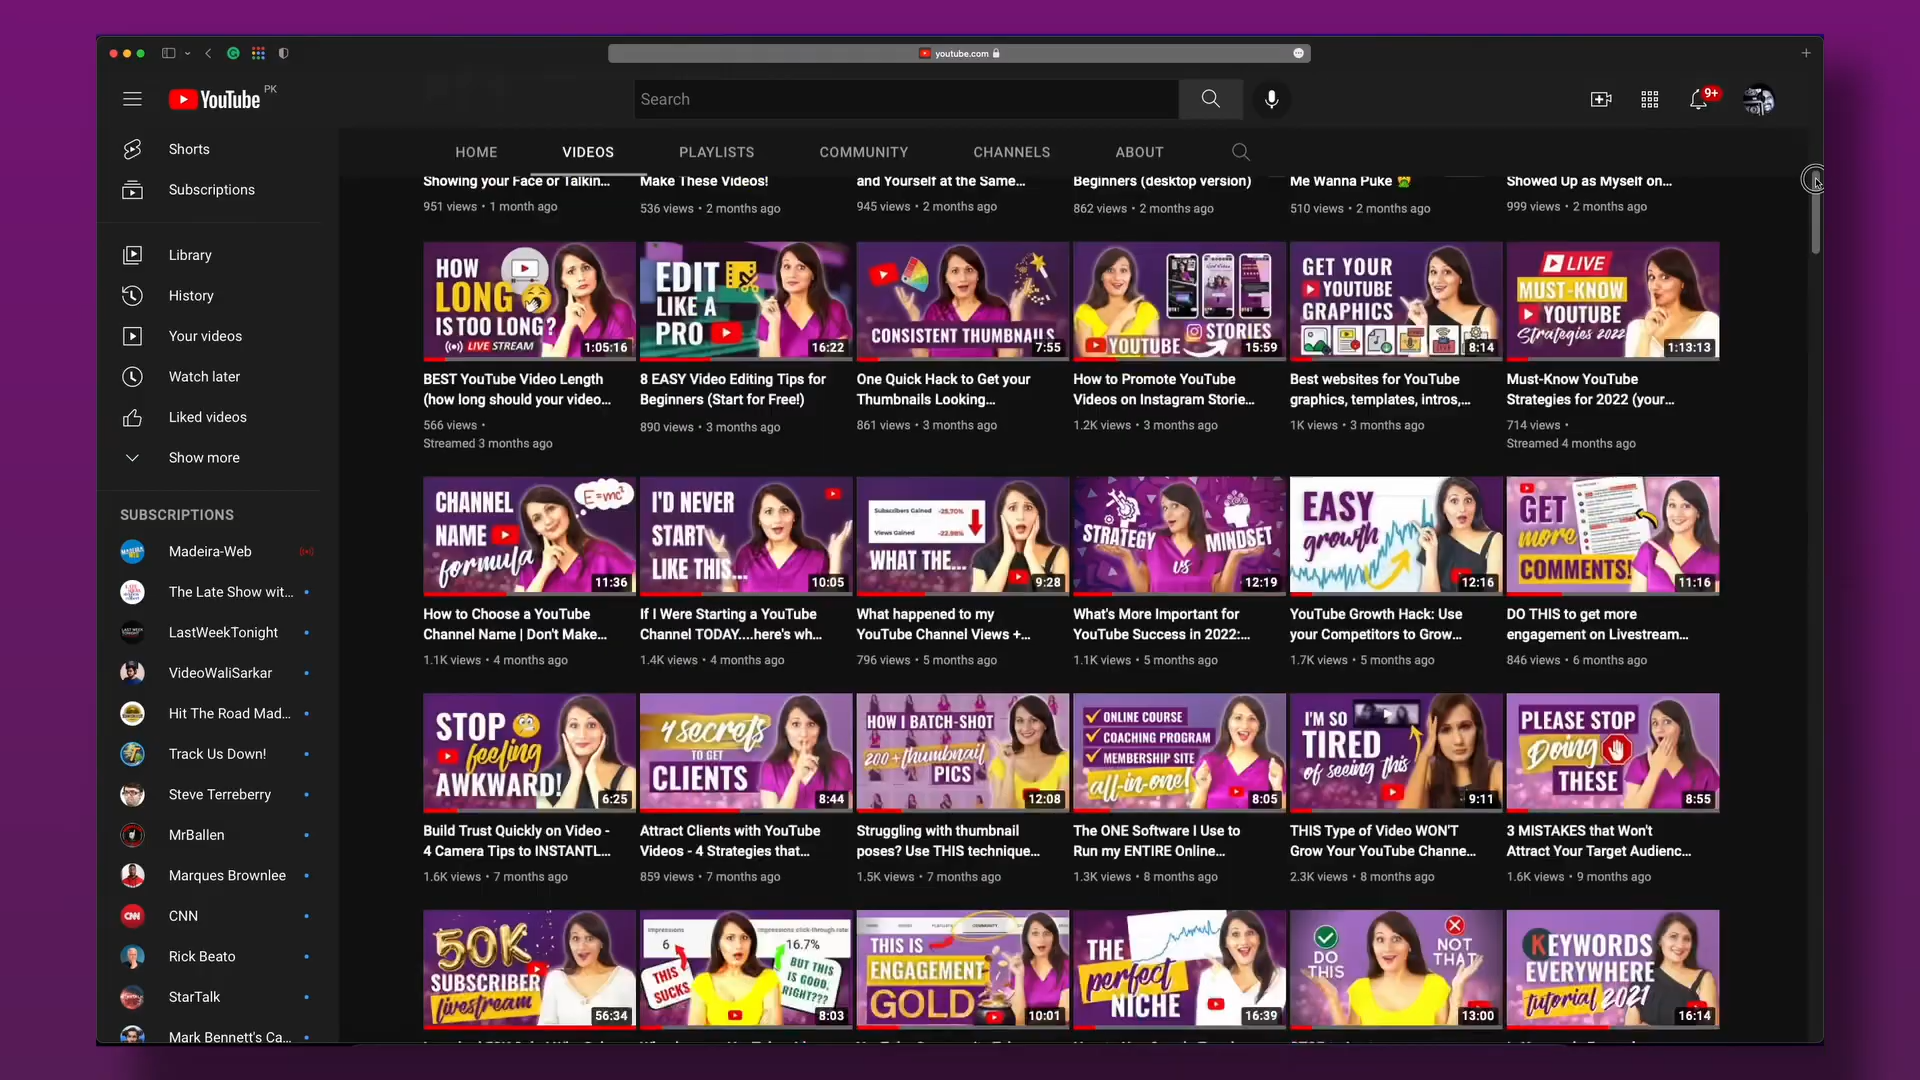 youtube.com
YouTube PK
Search
9+
Shorts
Subscriptions
Library
History
Your videos
Watch later
Liked videos
Show more
SUBSCRIPTIONS
Madeira-Web
The Late Show wit...
LastWeekTonight
VideoWaliSarkar
Hit The Road Mad...
Track Us Down!
Steve Terreberry
MrBallen
Marques Brownlee
CNN
Rick Beato
StarTalk
Mark Bennett's Ca...
HOME VIDEOS PLAYLISTS COMMUNITY CHANNELS ABOUT
Showing your Face or Talkin...
951 views • 1 month ago
Make These Videos!
536 views • 2 months ago
and Yourself at the Same...
945 views • 2 months ago
Beginners (desktop version)
862 views • 2 months ago
Me Wanna Puke 🤮
510 views • 2 months ago
Showed Up as Myself on...
999 views • 2 months ago
HOW
LONG
IS TOO LONG?
LIVE STREAM
1:05:16
BEST YouTube Video Length
(how long should your video...
566 views •
Streamed 3 months ago
EDIT
LIKE A
PRO
16:22
8 EASY Video Editing Tips for
Beginners (Start for Free!)
890 views • 3 months ago
CONSISTENT THUMBNAILS
7:55
One Quick Hack to Get your
Thumbnails Looking...
861 views • 3 months ago
STORIES
YOUTUBE
15:59
How to Promote YouTube
Videos on Instagram Storie...
1.2K views • 3 months ago
GET YOUR
YOUTUBE
GRAPHICS
8:14
Best websites for YouTube
graphics, templates, intros,...
1K views • 3 months ago
LIVE
MUST-KNOW
YOUTUBE
Strategies 2022
1:13:13
Must-Know YouTube
Strategies for 2022 (your...
714 views •
Streamed 4 months ago
CHANNEL
NAME
formula
E=mc²
11:36
How to Choose a YouTube
Channel Name | Don't Make...
1.1K views • 4 months ago
I'D NEVER
START
LIKE THIS...
10:05
If I Were Starting a YouTube
Channel TODAY....here's wh...
1.4K views • 4 months ago
Subscribers Gained -25,70%
Views Gained -22,98%
WHAT THE...
9:28
What happened to my
YouTube Channel Views +...
796 views • 5 months ago
STRATEGY
VS
MINDSET
12:19
What's More Important for
YouTube Success in 2022:...
1.1K views • 5 months ago
EASY
growth
12:16
YouTube Growth Hack: Use
your Competitors to Grow...
1.7K views • 5 months ago
GET
more
COMMENTS!
11:16
DO THIS to get more
engagement on Livestream...
846 views • 6 months ago
STOP
feeling
AWKWARD!
6:25
Build Trust Quickly on Video -
4 Camera Tips to INSTANTL...
1.6K views • 7 months ago
4 secrets
TO GET
CLIENTS
8:44
Attract Clients with YouTube
Videos - 4 Strategies that...
859 views • 7 months ago
HOW I BATCH-SHOT
200+ thumbnail
PICS
12:08
Struggling with thumbnail
poses? Use THIS technique...
1.5K views • 7 months ago
ONLINE COURSE
COACHING PROGRAM
MEMBERSHIP SITE
all-in-one!
8:05
The ONE Software I Use to
Run my ENTIRE Online...
1.3K views • 8 months ago
I'M SO
TIRED
of seeing this
9:11
THIS Type of Video WON'T
Grow Your YouTube Channe...
2.3K views • 8 months ago
PLEASE STOP
Doing
THESE
8:55
3 MISTAKES that Won't
Attract Your Target Audienc...
1.6K views • 9 months ago
50K
SUBSCRIBER
livestream
56:34
Impressions
6
Impressions click-through rate
16.7%
THIS
SUCKS
BUT THIS
IS GOOD,
RIGHT???
8:03
COMMUNITY
THIS IS
ENGAGEMENT
GOLD
10:01
THE
perfect
NICHE
16:39
DO
THIS
NOT
THAT
13:00
KEYWORDS
EVERYWHERE
tutorial 2021
16:14